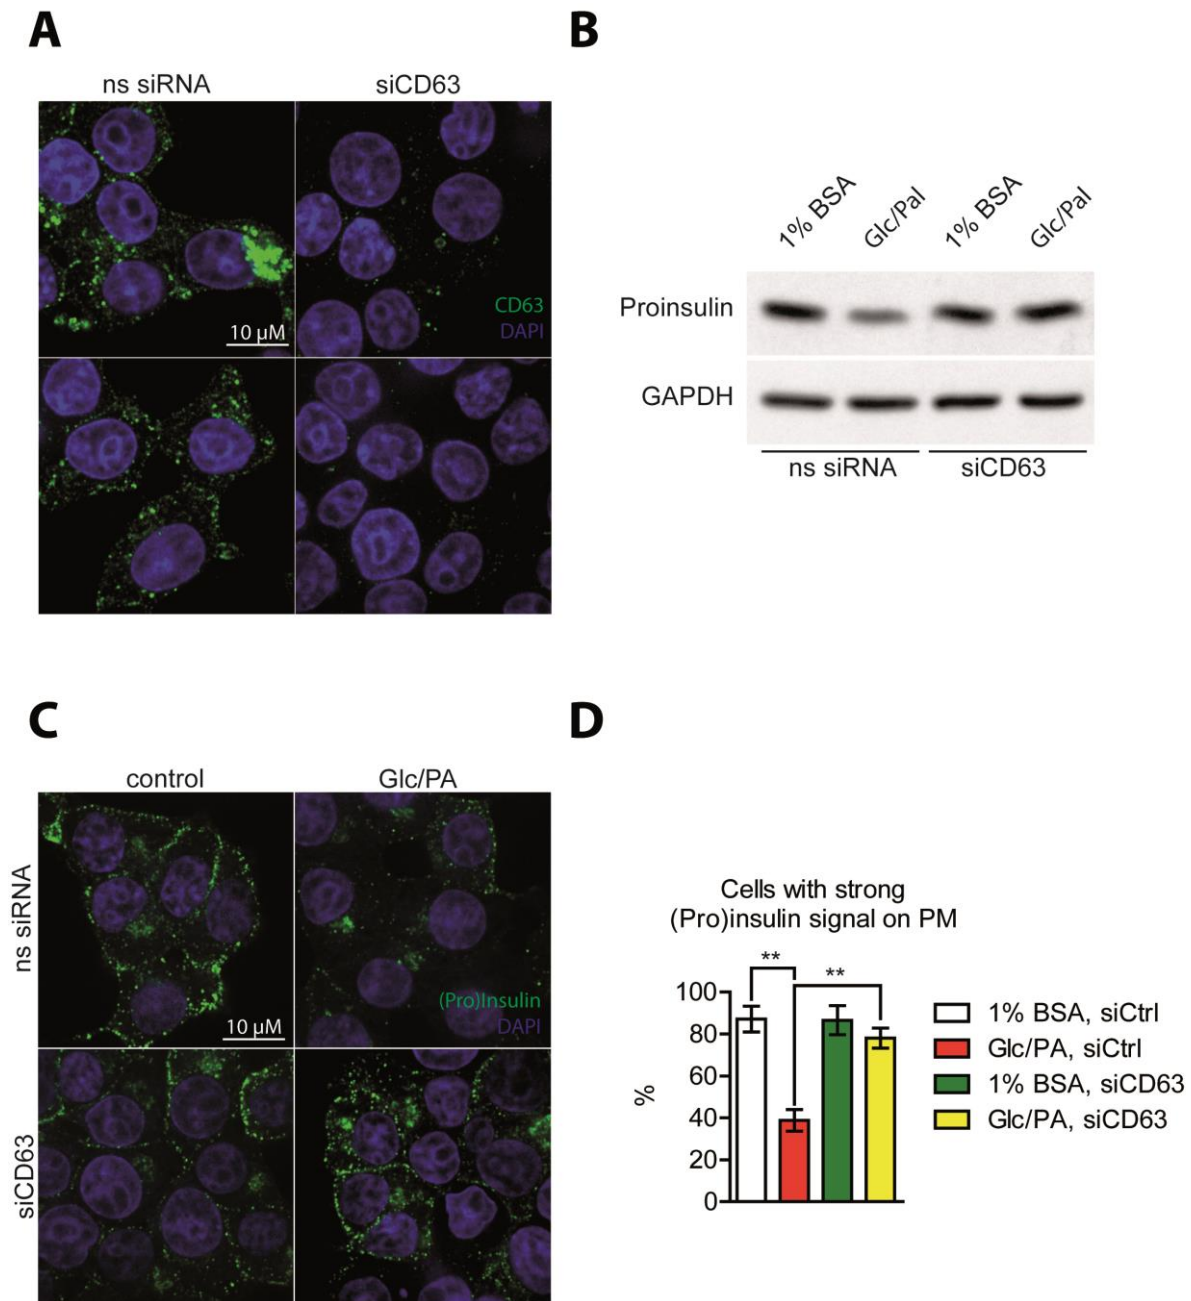 A
ns siRNA
siCD63
CD63
DAPI
10 µM
B
1% BSA
Glc/Pal
1% BSA
Glc/Pal
Proinsulin
GAPDH
ns siRNA
siCD63
C
control
Glc/PA
ns siRNA
siCD63
(Pro)Insulin
DAPI
10 µM
D
Cells with strong
(Pro)insulin signal on PM
**
**
100
80
60
40
20
0
%
1% BSA, siCtrl
Glc/PA, siCtrl
1% BSA, siCD63
Glc/PA, siCD63